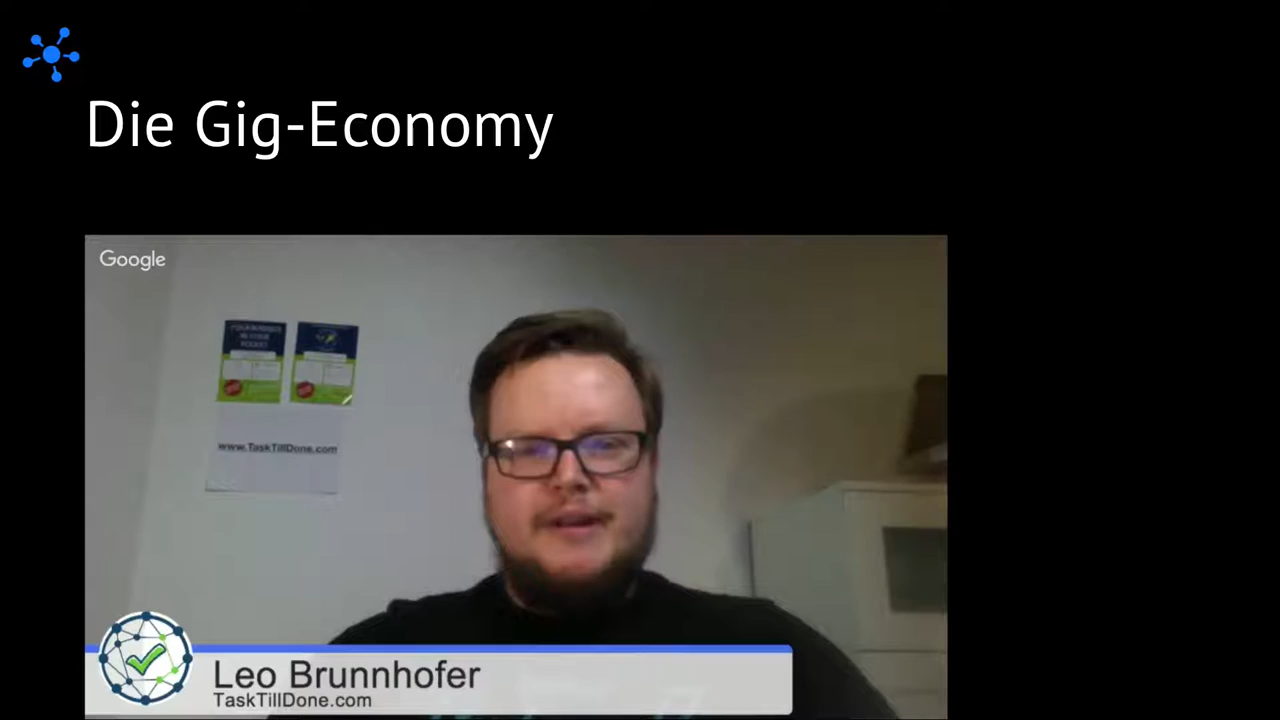 Die Gig-Economy
Google
www.TaskTillDone.com
Leo Brunnhofer
TaskTillDone.com